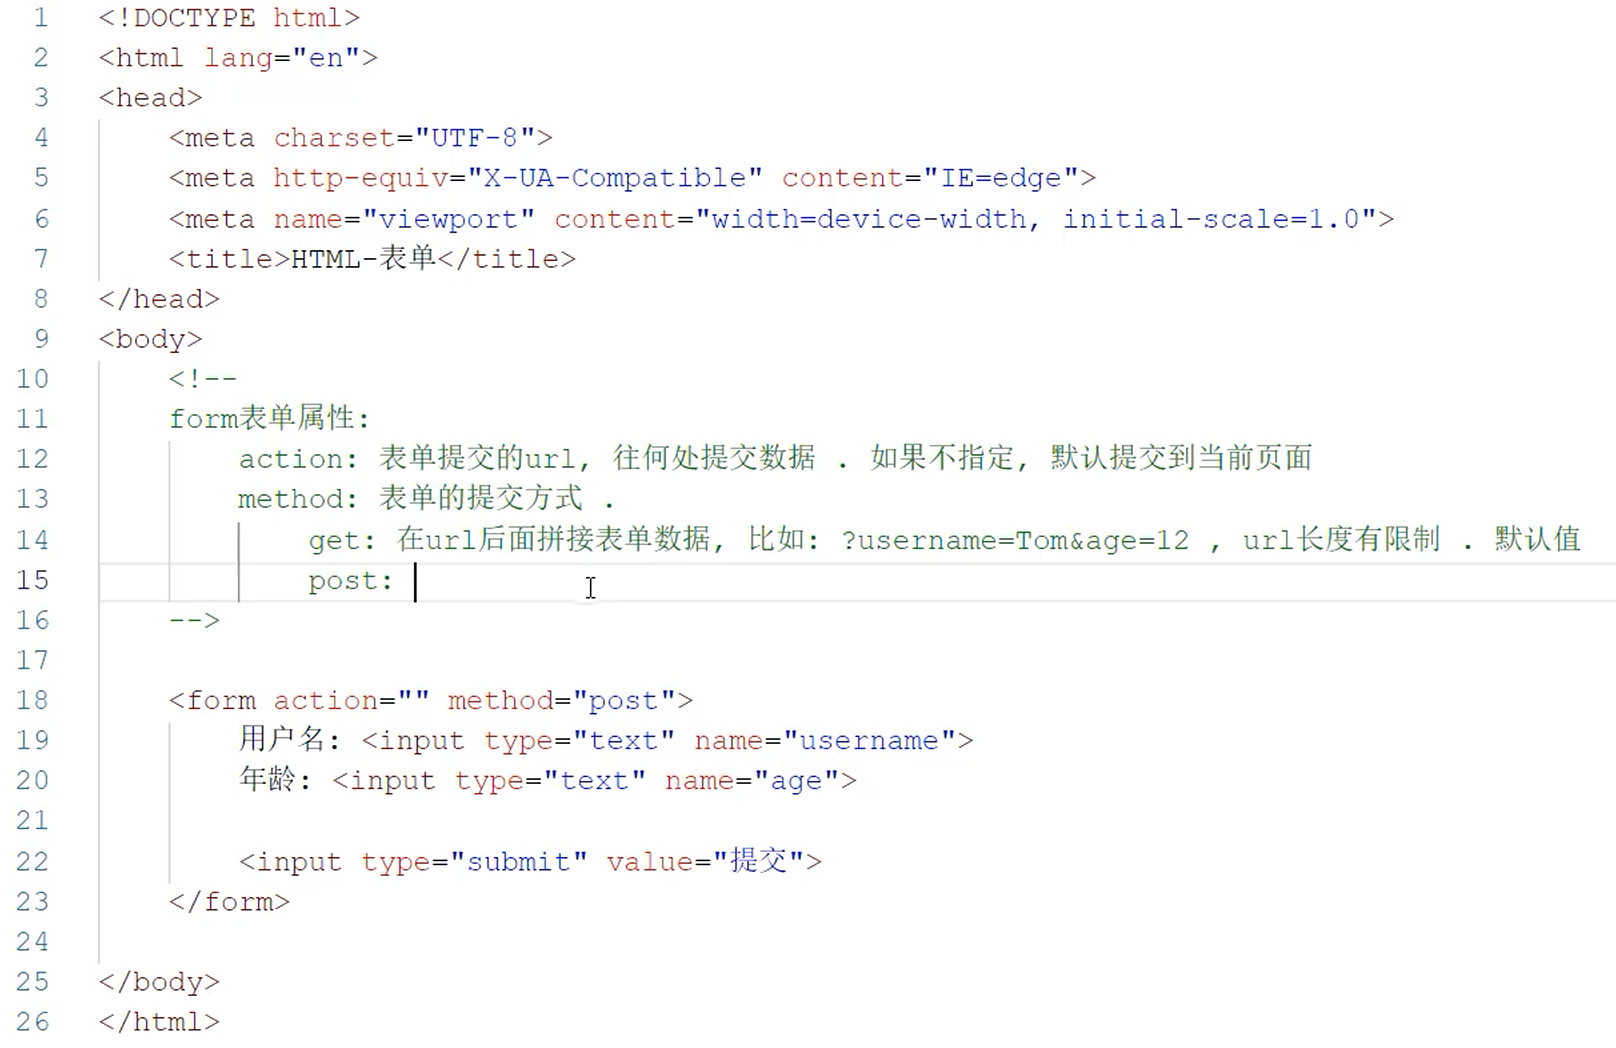 1 <!DOCTYPE html>
2 <html lang="en">
3 <head>
4     <meta charset="UTF-8">
5     <meta http-equiv="X-UA-Compatible" content="IE=edge">
6     <meta name="viewport" content="width=device-width, initial-scale=1.0">
7     <title>HTML-表单</title>
8 </head>
9 <body>
10     <!--
11     form表单属性:
12         action: 表单提交的url, 往何处提交数据 . 如果不指定, 默认提交到当前页面
13         method: 表单的提交方式 .
14             get: 在url后面拼接表单数据, 比如: ?username=Tom&age=12 , url长度有限制 . 默认值
15             post:
16     -->
17
18     <form action="" method="post">
19         用户名: <input type="text" name="username">
20         年龄: <input type="text" name="age">
21
22         <input type="submit" value="提交">
23     </form>
24
25 </body>
26 </html>